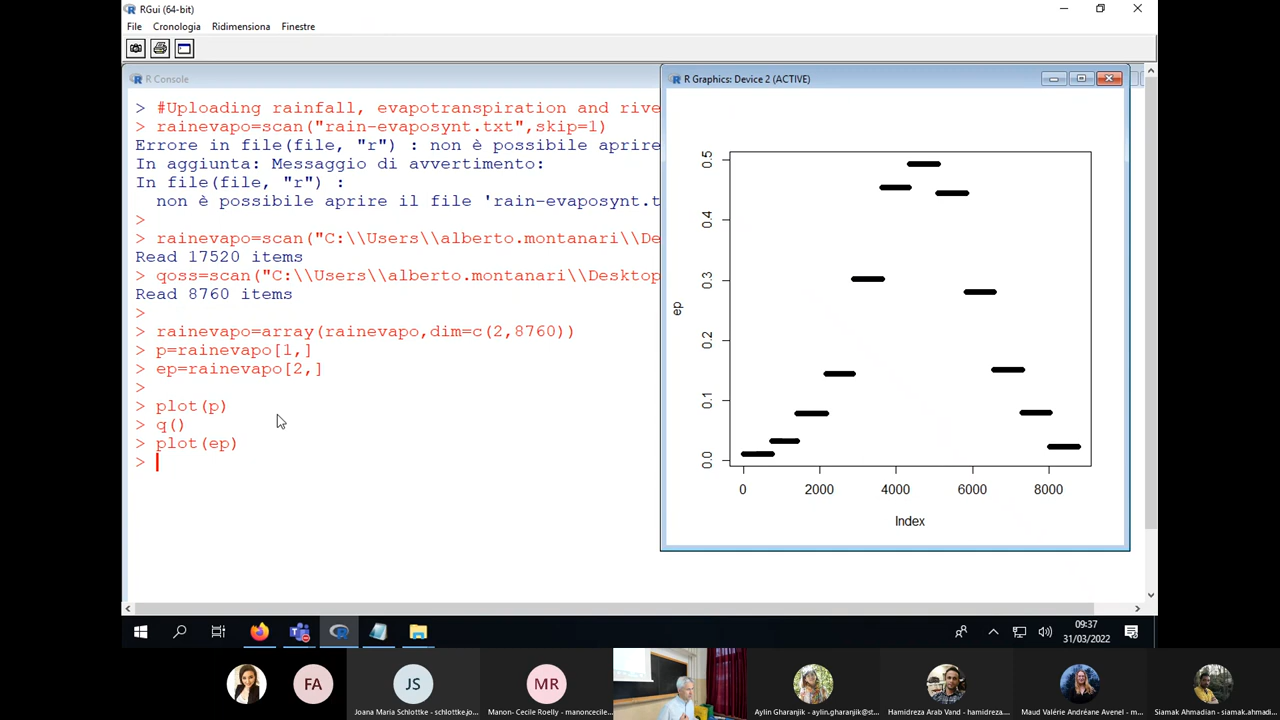 RGui (64-bit)
File Cronologia Ridimensiona Finestre
R Console
> #Uploading rainfall, evapotranspiration and rive
> rainevapo=scan("rain-evaposynt.txt",skip=1)
Errore in file(file, "r") : non è possibile aprire
In aggiunta: Messaggio di avvertimento:
In file(file, "r") :
non è possibile aprire il file 'rain-evaposynt.t
>
> rainevapo=scan("C:\\Users\\alberto.montanari\\De
Read 17520 items
> qoss=scan("C:\\Users\\alberto.montanari\\Desktop
Read 8760 items
>
> rainevapo=array(rainevapo,dim=c(2,8760))
> p=rainevapo[1,]
> ep=rainevapo[2,]
>
> plot(p)
> q()
> plot(ep)
>
R Graphics: Device 2 (ACTIVE)
0.5
0.4
0.3
0.2
0.1
0.0
ep
0 2000 4000 6000 8000
Index
09:37
31/03/2022
FA
JS
MR
Joana Maria Schlottke - schlottke.jo...
Manon- Cecile Roelly - manoncecile...
Aylin Gharanjik - aylin.gharanjik@st...
Hamidreza Arab Vand - hamidreza....
Maud Valérie Andréane Avenel - m...
Siamak Ahmadian - siamak.ahmadi...